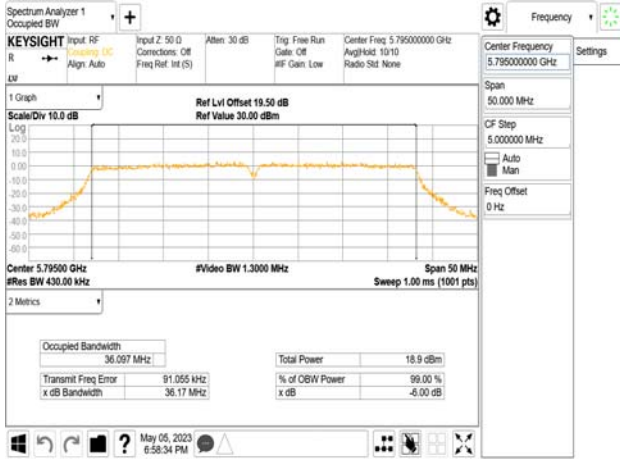 Spectrum Analyzer 1
Occupied BW
Frequency
KEYSIGHT
R
Input: RF
Coupling: DC
Align: Auto
Input Z: 50 Ω
Corrections: Off
Freq Ref: Int (S)
Atten: 30 dB
Trig: Free Run
Gate: Off
#IF Gain: Low
Center Freq: 5.795000000 GHz
Avg|Hold: 10/10
Radio Std: None
Center Frequency
5.795000000 GHz
Settings
Span
50.000 MHz
CF Step
5.000000 MHz
Auto
Man
Freq Offset
0 Hz
1 Graph
Scale/Div 10.0 dB
Ref Lvl Offset 19.50 dB
Ref Value 30.00 dBm
Log
20.0
10.0
0.00
-10.0
-20.0
-30.0
-40.0
-50.0
-60.0
Center 5.79500 GHz
#Res BW 430.00 kHz
#Video BW 1.3000 MHz
Span 50 MHz
Sweep 1.00 ms (1001 pts)
2 Metrics
Occupied Bandwidth
36.097 MHz
Total Power 18.9 dBm
Transmit Freq Error 91.055 kHz
% of OBW Power 99.00 %
x dB Bandwidth 36.17 MHz
x dB -6.00 dB
?
May 05, 2023
6:58:34 PM